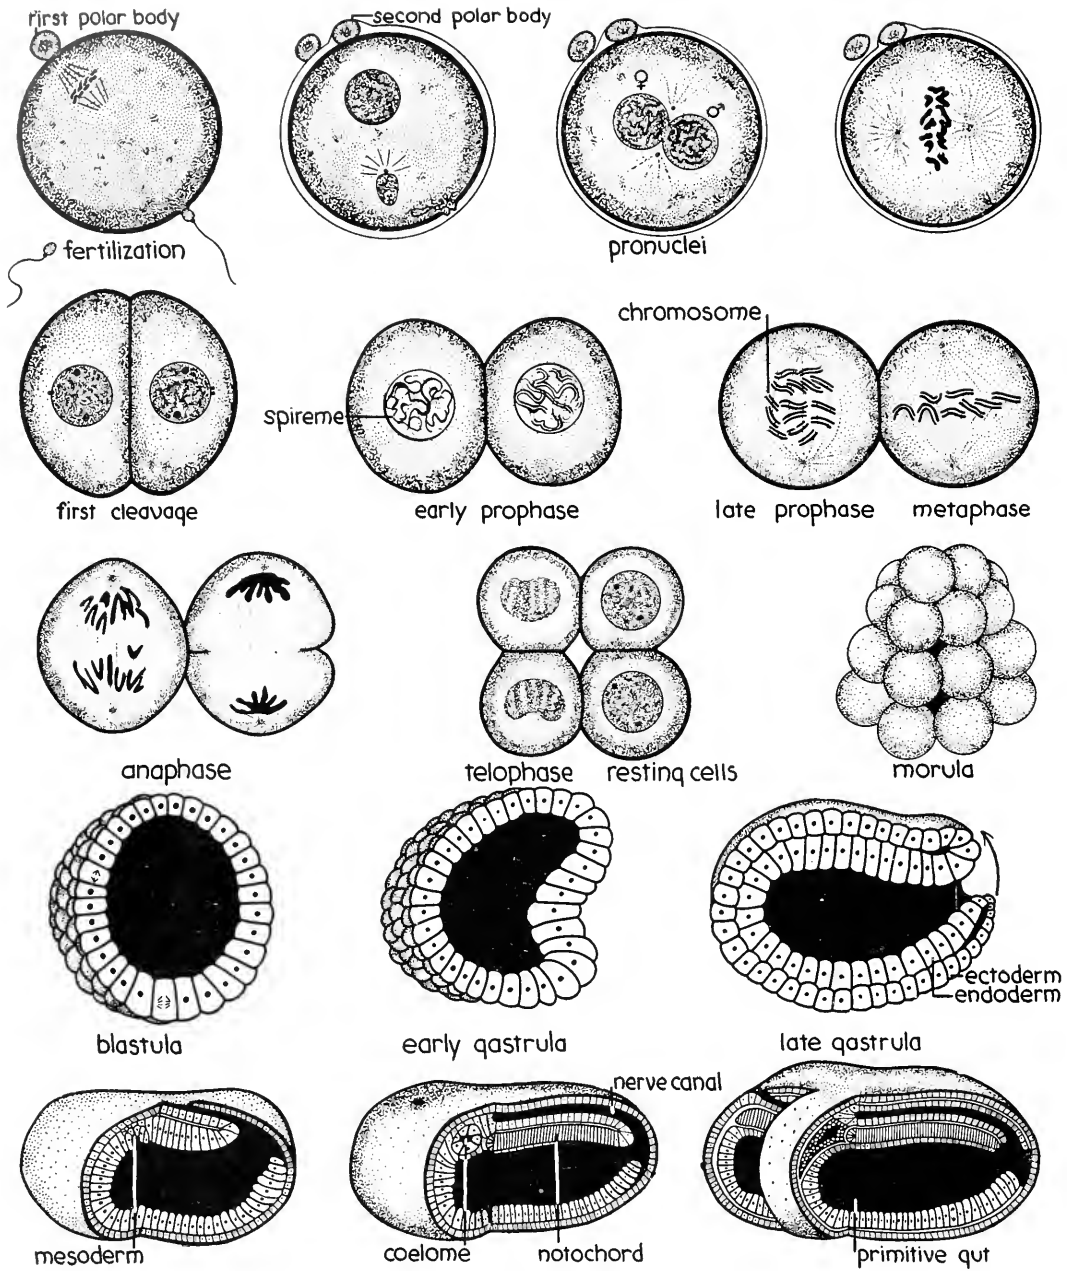 first polar body
second polar body
♀
♂
fertilization
pronuclei
chromosome
spireme
first cleavage
early prophase
late prophase
metaphase
anaphase
telophase
resting cells
morula
ectoderm
endoderm
blastula
early gastrula
late gastrula
nerve canal
mesoderm
coelome
notochord
primitive gut